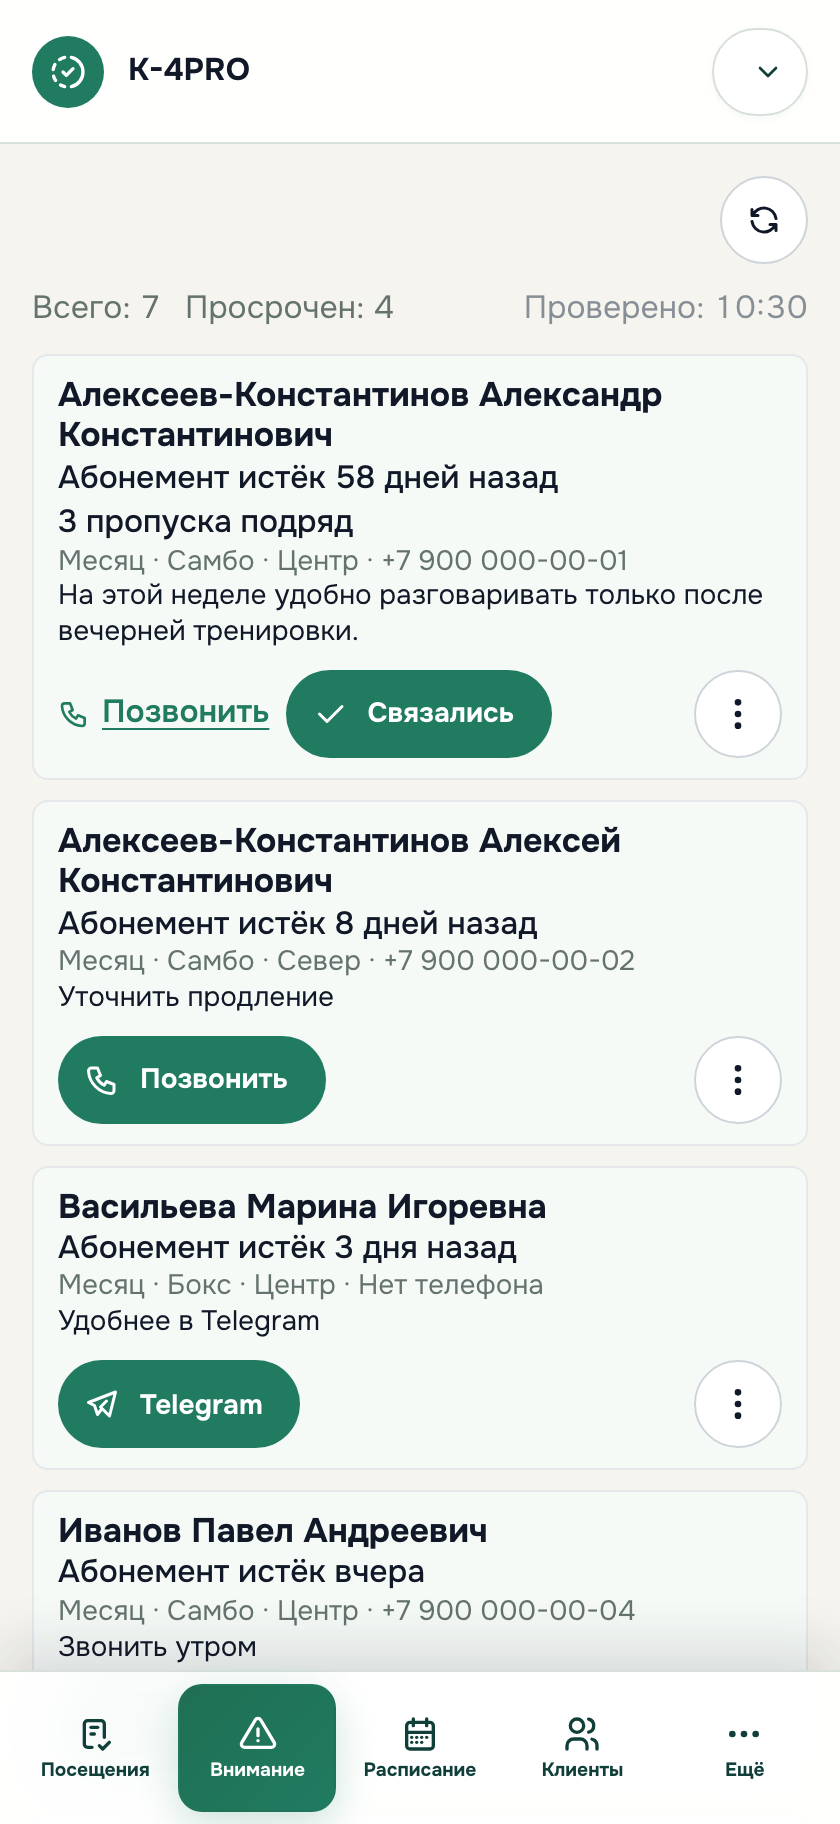 K-4PRO
Всего: 7 Просрочен: 4 Проверено: 10:30
Алексеев-Константинов Александр
Константинович
Абонемент истёк 58 дней назад
3 пропуска подряд
Месяц · Самбо · Центр · +7 900 000-00-01
На этой неделе удобно разговаривать только после
вечерней тренировки.
Позвонить Связались
Алексеев-Константинов Алексей
Константинович
Абонемент истёк 8 дней назад
Месяц · Самбо · Север · +7 900 000-00-02
Уточнить продление
Позвонить
Васильева Марина Игоревна
Абонемент истёк 3 дня назад
Месяц · Бокс · Центр · Нет телефона
Удобнее в Telegram
Telegram
Иванов Павел Андреевич
Абонемент истёк вчера
Месяц · Самбо · Центр · +7 900 000-00-04
Звонить утром
Посещения Внимание Расписание Клиенты Ещё